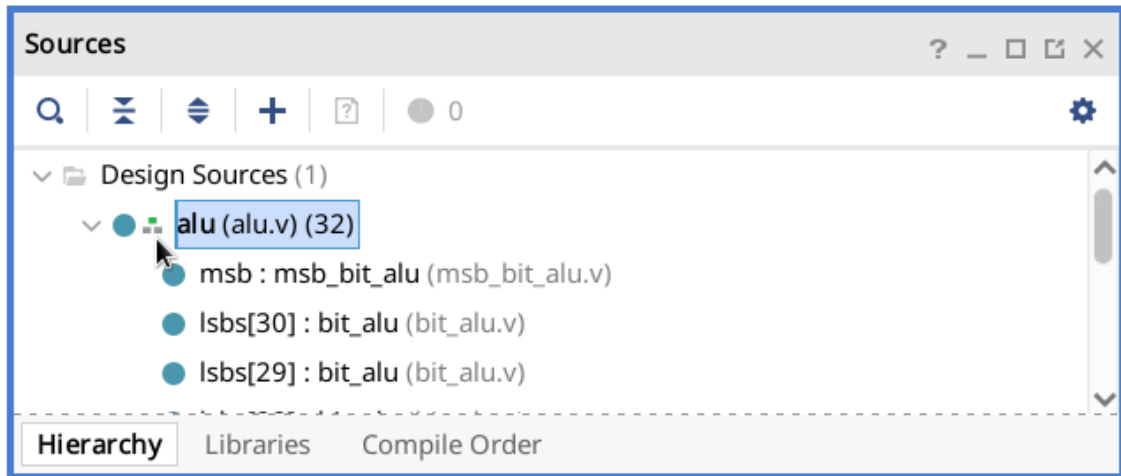 Sources
?
? 0
Design Sources (1)
alu (alu.v) (32)
msb : msb_bit_alu (msb_bit_alu.v)
lsbs[30] : bit_alu (bit_alu.v)
lsbs[29] : bit_alu (bit_alu.v)
Hierarchy Libraries Compile Order